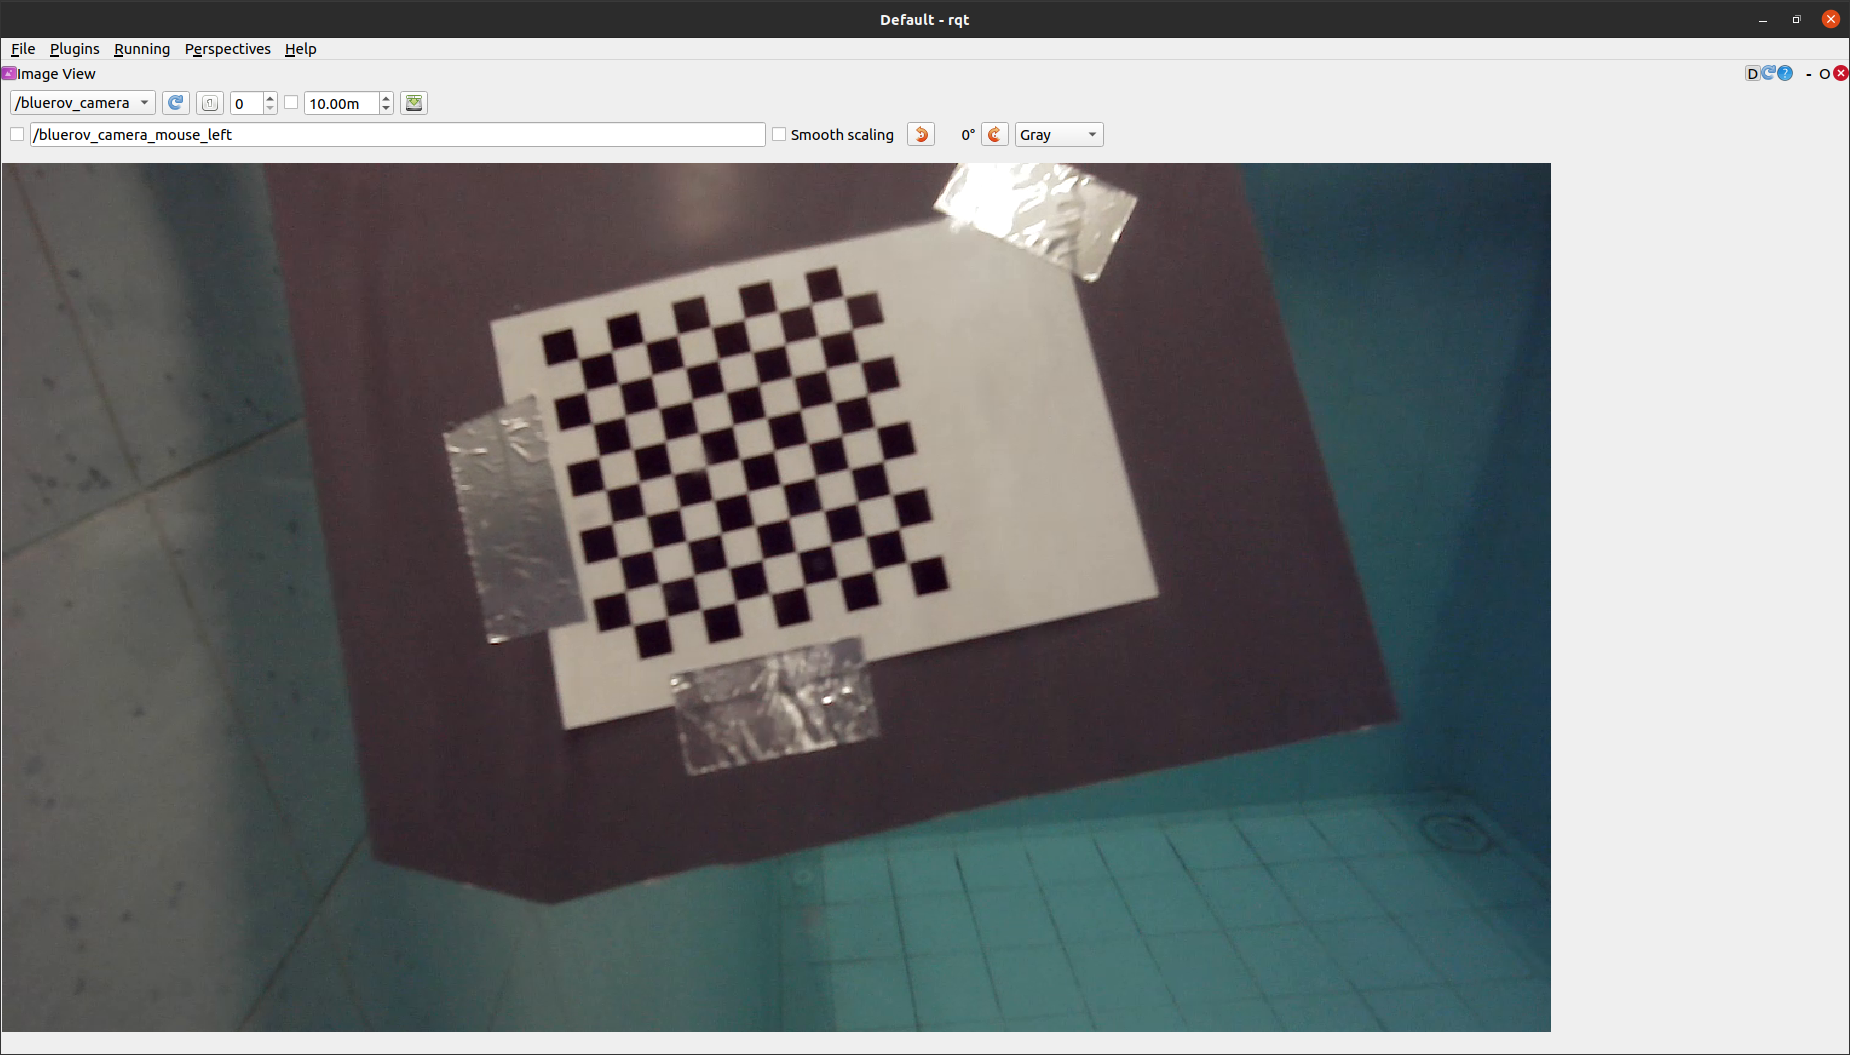 Default - rqt
File Plugins Running Perspectives Help
Image View D ? - O
/bluerov_camera 0 10.00m
/bluerov_camera_mouse_left Smooth scaling 0° Gray